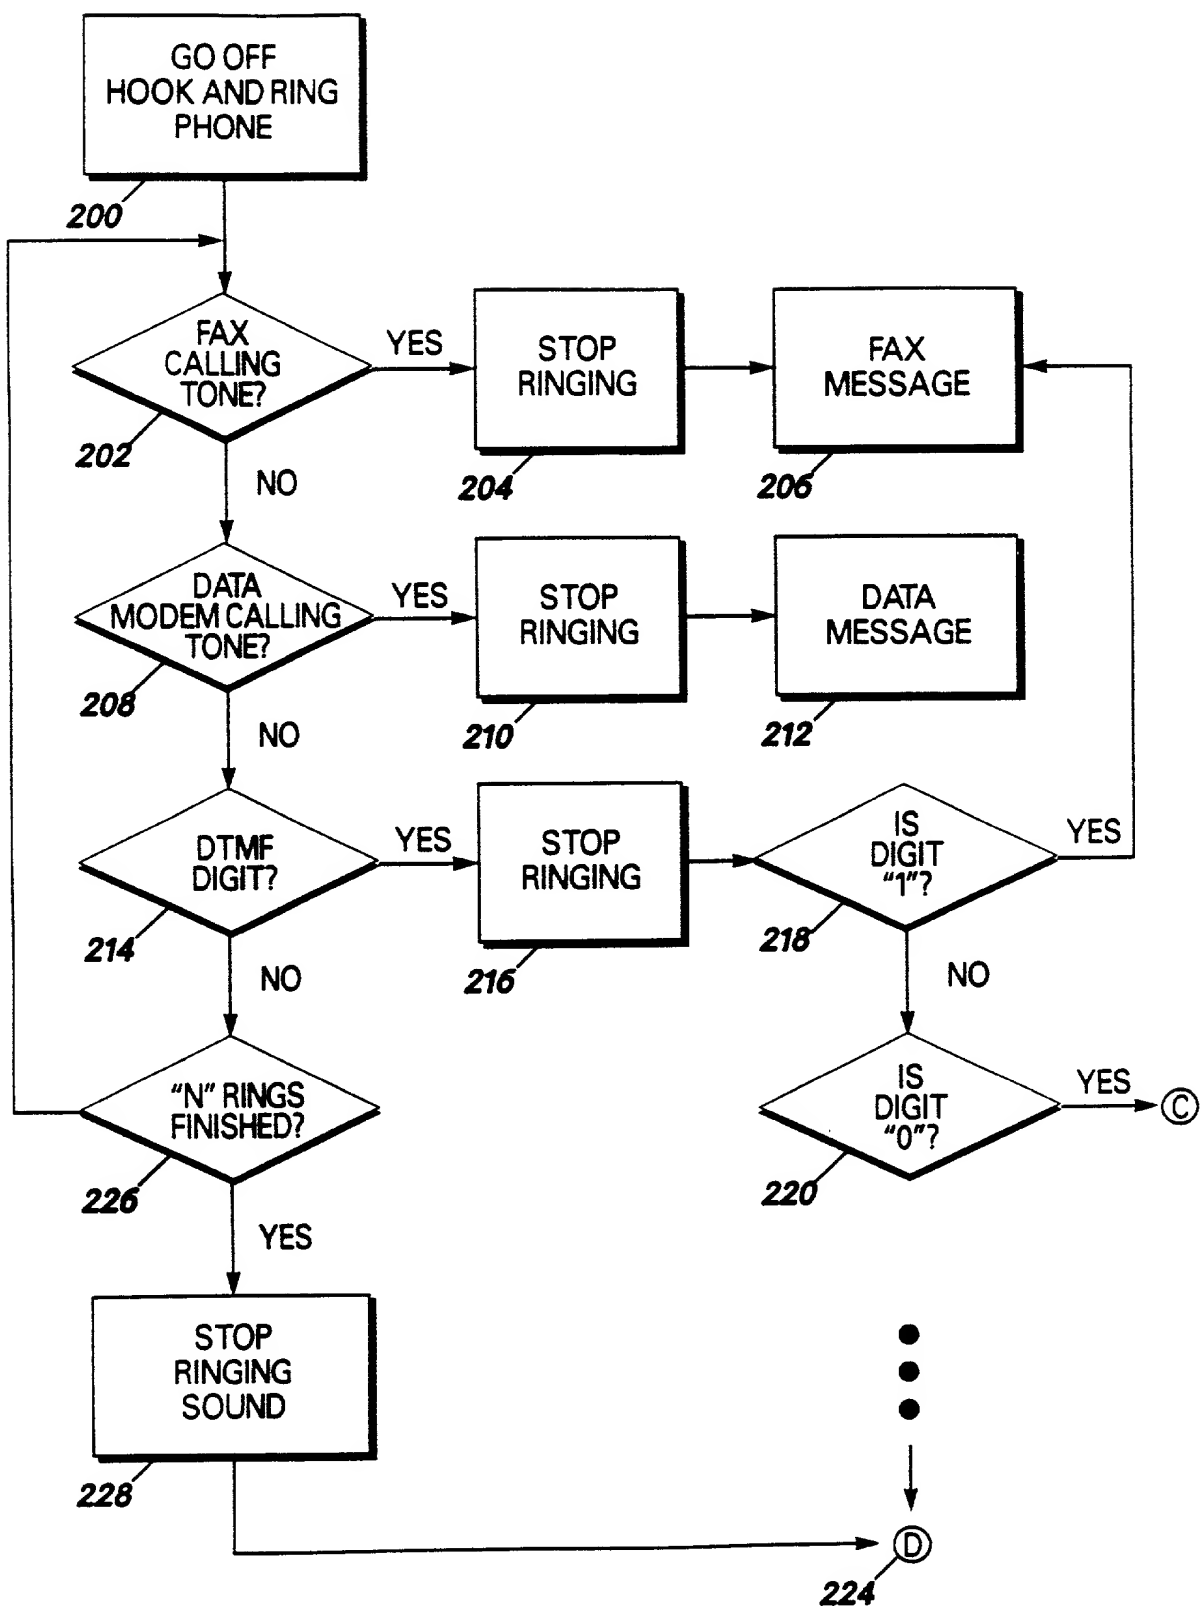 GO OFF
HOOK AND RING
PHONE
200
FAX
CALLING
TONE?
202
YES
NO
STOP
RINGING
204
FAX
MESSAGE
206
DATA
MODEM CALLING
TONE?
208
YES
NO
STOP
RINGING
210
DATA
MESSAGE
212
DTMF
DIGIT?
214
YES
NO
STOP
RINGING
216
IS
DIGIT
"1"?
218
YES
NO
"N" RINGS
FINISHED?
226
YES
IS
DIGIT
"0"?
220
YES
C
STOP
RINGING
SOUND
228
D
224